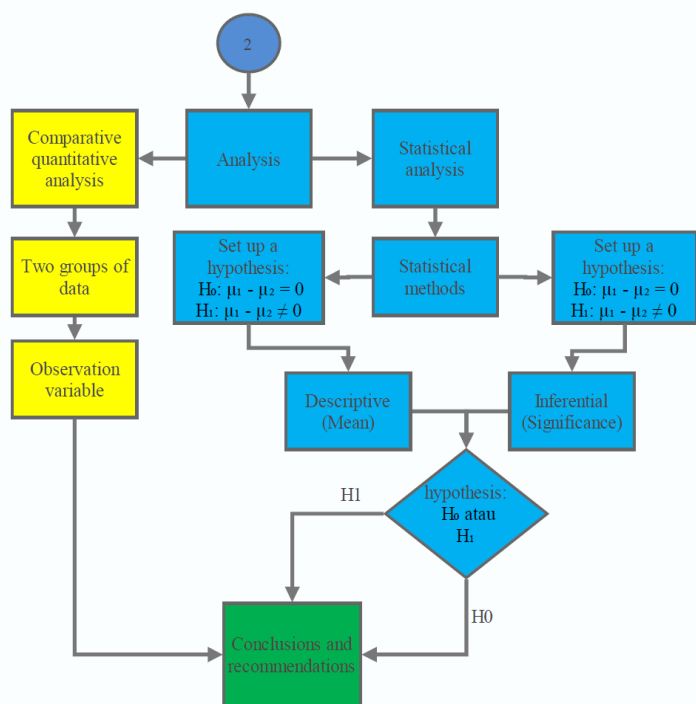 2
Comparative
quantitative
analysis
Analysis
Statistical
analysis
Two groups of
data
Set up a
hypothesis:
H₀: μ₁ - μ₂ = 0
H₁: μ₁ - μ₂ ≠ 0
Statistical
methods
Set up a
hypothesis:
H₀: μ₁ - μ₂ = 0
H₁: μ₁ - μ₂ ≠ 0
Observation
variable
Descriptive
(Mean)
Inferential
(Significance)
hypothesis:
H₀ atau
H₁
H1
H0
Conclusions and
recommendations